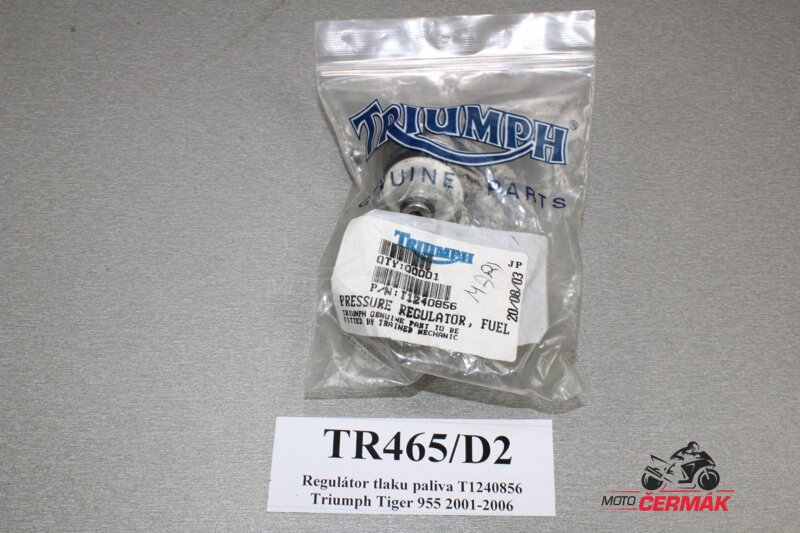 TRIUMPH®
GENUINE PARTS
TRIUMPH
QTY:00001
P/N:T1240856
PRESSURE REGULATOR, FUEL
TRIUMPH GENUINE PART TO BE
FITTED BY TRAINED MECHANIC
JP
20/08/03
TR465/D2
Regulátor tlaku paliva T1240856
Triumph Tiger 955 2001-2006
MOTO
ČERMÁK